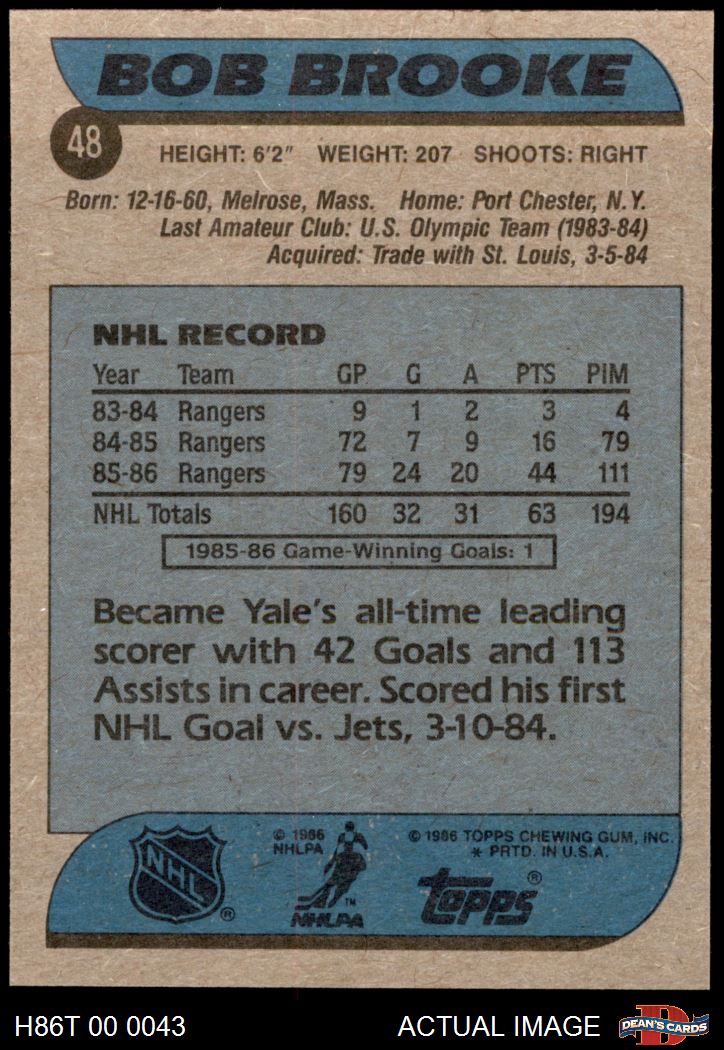 BOB BROOKE
48
HEIGHT: 6'2" WEIGHT: 207 SHOOTS: RIGHT
Born: 12-16-60, Melrose, Mass. Home: Port Chester, N.Y.
Last Amateur Club: U.S. Olympic Team (1983-84)
Acquired: Trade with St. Louis, 3-5-84
NHL RECORD
Year Team GP G A PTS PIM
83-84 Rangers 9 1 2 3 4
84-85 Rangers 72 7 9 16 79
85-86 Rangers 79 24 20 44 111
NHL Totals 160 32 31 63 194
1985-86 Game-Winning Goals: 1
Became Yale's all-time leading
scorer with 42 Goals and 113
Assists in career. Scored his first
NHL Goal vs. Jets, 3-10-84.
NHL ®
© 1986
NHLPA
™
NHLPA
© 1986 TOPPS CHEWING GUM, INC.
* PRTD. IN U.S.A.
topps ®
H86T 00 0043 ACTUAL IMAGE
D
DEAN'S CARDS